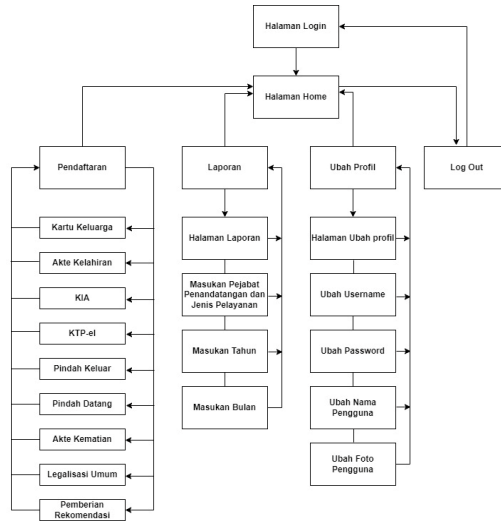 Halaman Login
Halaman Home
Pendaftaran
Laporan
Ubah Profil
Log Out
Kartu Keluarga
Akte Kelahiran
KIA
KTP-el
Pindah Keluar
Pindah Datang
Akte Kematian
Legalisasi Umum
Pemberian
Rekomendasi
Halaman Laporan
Masukan Pejabat
Penandatangan dan
Jenis Pelayanan
Masukan Tahun
Masukan Bulan
Halaman Ubah profil
Ubah Username
Ubah Password
Ubah Nama
Pengguna
Ubah Foto
Pengguna